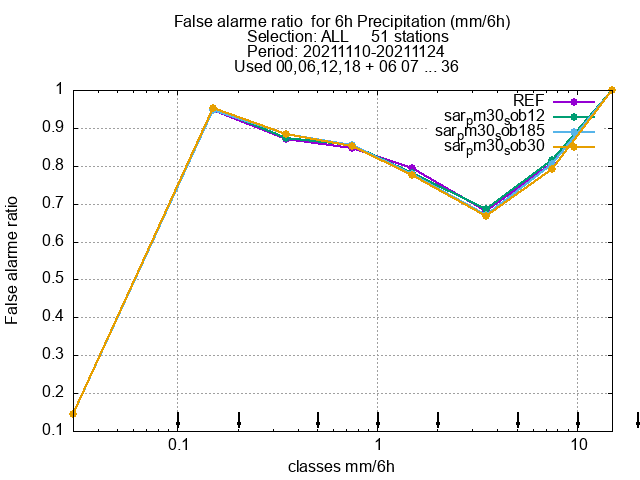 False alarme ratio  for 6h Precipitation (mm/6h)
Selection: ALL     51 stations
Period: 20211110-20211124
Used 00,06,12,18 + 06 07 ... 36
REF
sar_pm30_sob12
sar_pm30_sob185
sar_pm30_sob30
1
0.9
0.8
0.7
0.6
0.5
0.4
0.3
0.2
0.1
False alarme ratio
0.1
1
10
classes mm/6h